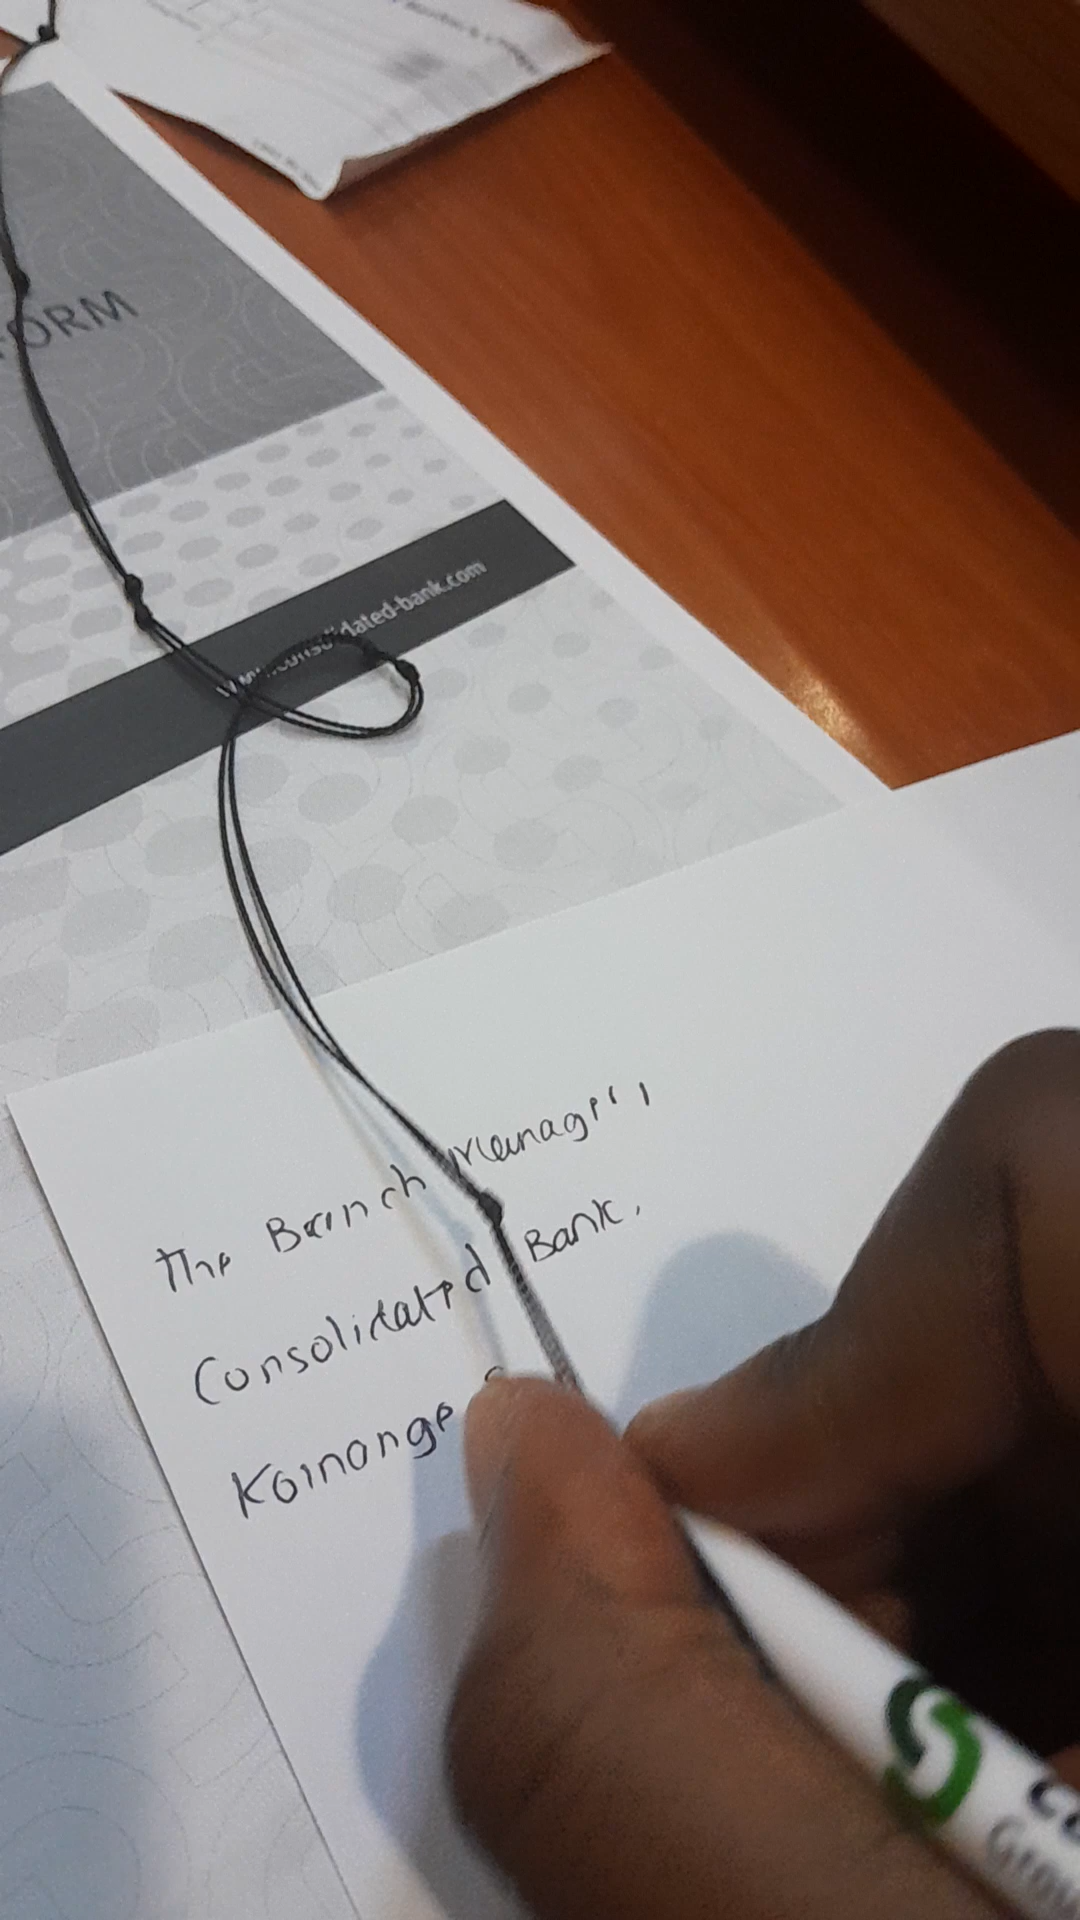 FORM
www.consolidated-bank.com
The Branch Manager,
Consolidated Bank.
Koinange